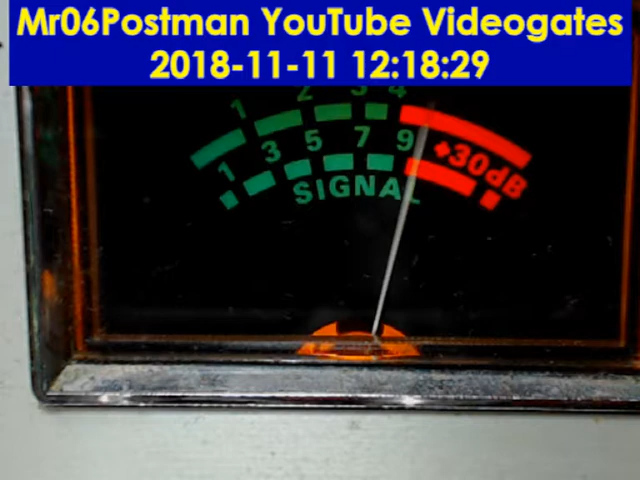 Mr06Postman YouTube Videogates
2018-11-11 12:18:29
1 2 3 4
1 3 5 7 9 +30dB
SIGNAL